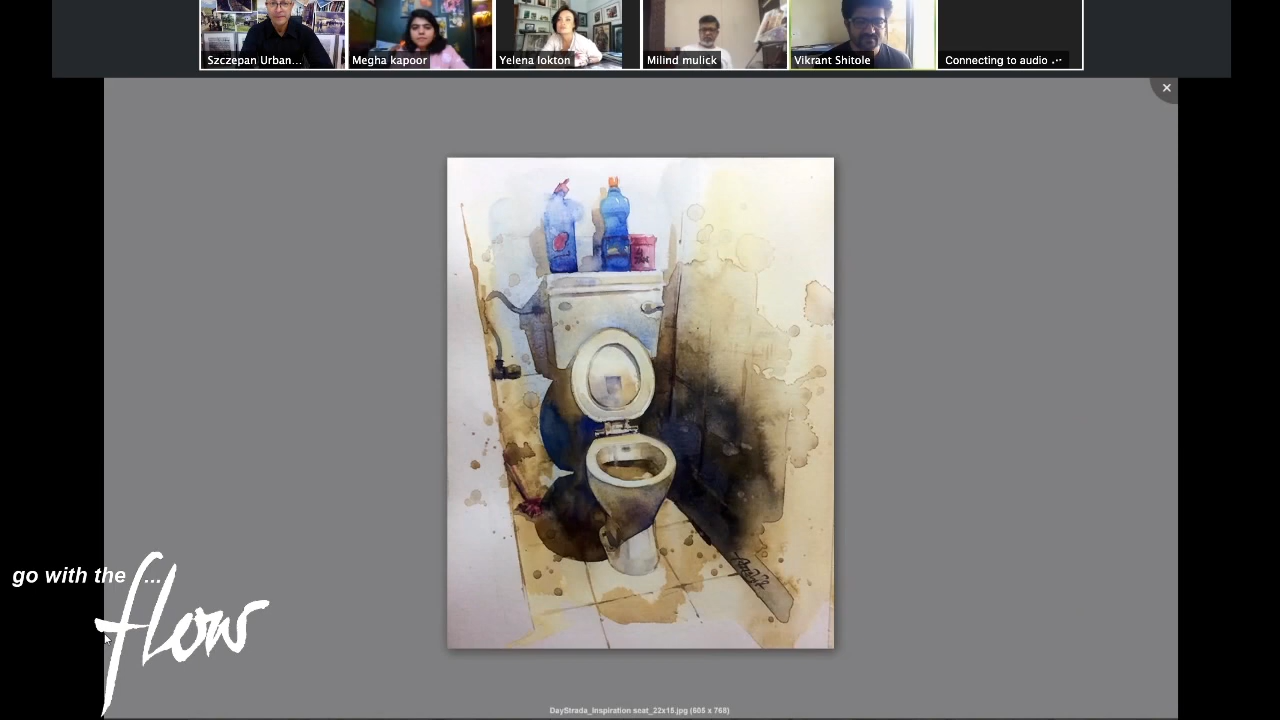 Szczepan Urban...
Megha kapoor
Yelena lokton
Milind mulick
Vikrant Shitole
Connecting to audio ...
go with the ...
flow
DayStrada_Inspiration seat_22x15.jpg (605 x 768)